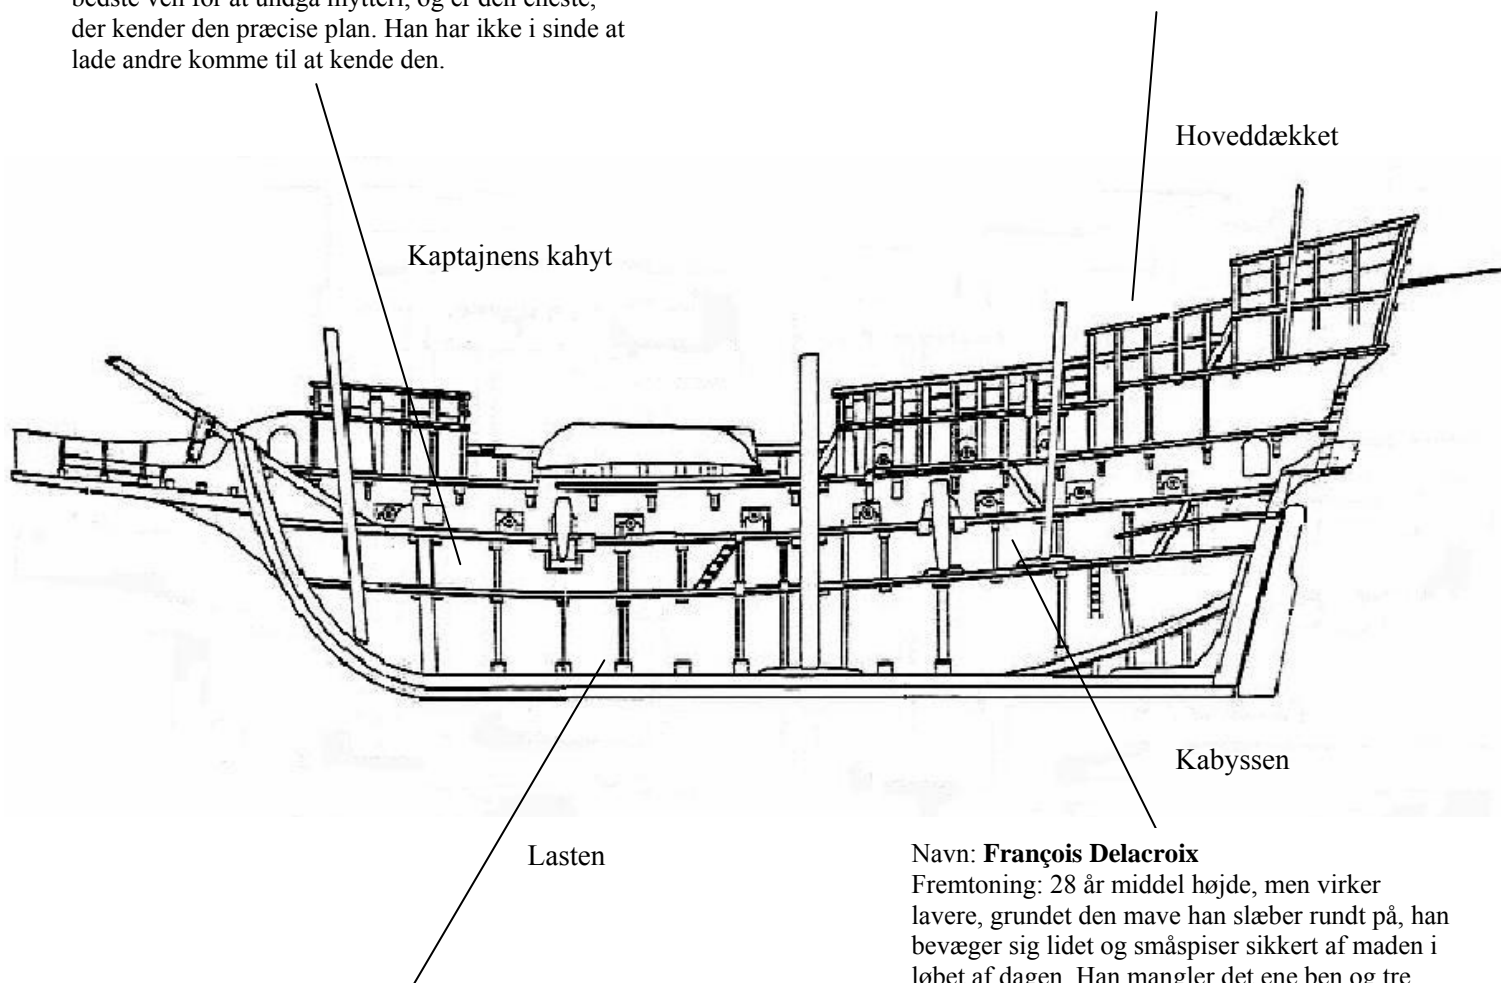 bedste ven for at undgå mytteri, og er den eneste,
der kender den præcise plan. Han har ikke i sinde at
lade andre komme til at kende den.
Hoveddækket
Kaptajnens kahyt
Kabyssen
Lasten
Navn: François Delacroix
Fremtoning: 28 år middel højde, men virker
lavere, grundet den mave han slæber rundt på, han
bevæger sig lidet og småspiser sikkert af maden i
løbet af dagen. Han mangler det ene ben og tre